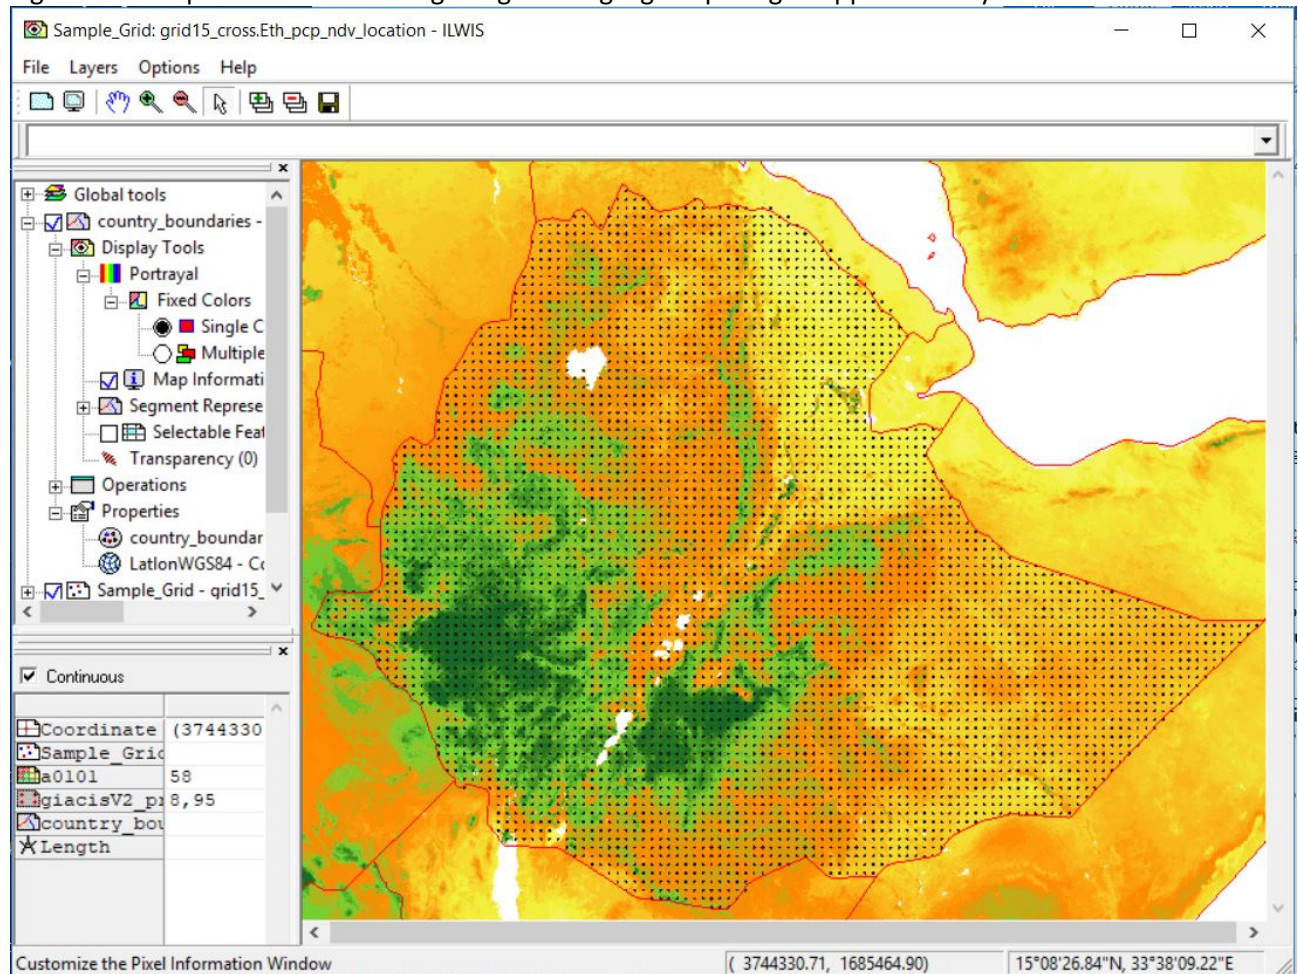 Sample_Grid: grid15_cross.Eth_pcp_ndv_location - ILWIS
File Layers Options Help
Global tools
country_boundaries -
Display Tools
Portrayal
Fixed Colors
Single C
Multiple
Map Informati
Segment Represe
Selectable Feat
Transparency (0)
Operations
Properties
country_boundar
LatlonWGS84 - Co
Sample_Grid - grid15_
Continuous
Coordinate (3744330
Sample_Grid
a0101 58
giacisV2_pr 8,95
country_bou
Length
Customize the Pixel Information Window
( 3744330.71, 1685464.90)
15°08'26.84"N, 33°38'09.22"E